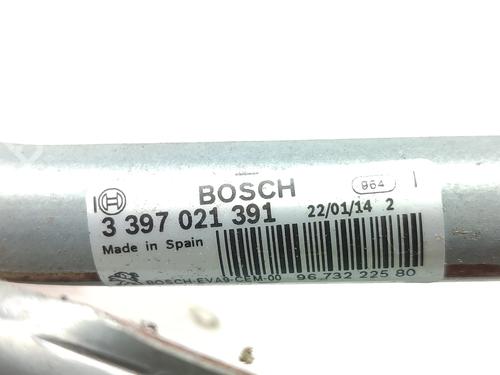 BOSCH
964
3 397 021 391
22/01/14 2
Made in Spain
BOSCH-EVA9-CEM-00 96 732 225 80